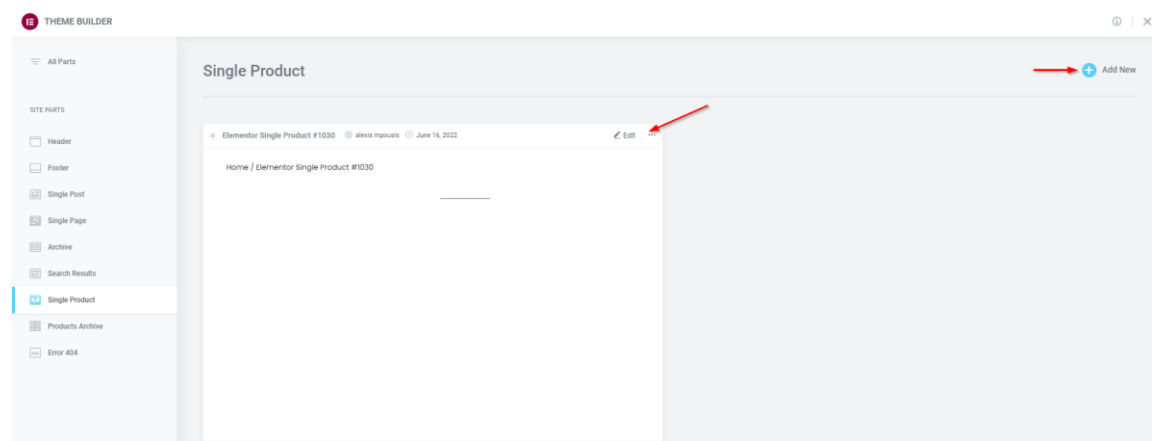 THEME BUILDER
All Parts
SITE PARTS
Header
Footer
Single Post
Single Page
Archive
Search Results
Single Product
Products Archive
Error 404
Single Product
Add New
Elementor Single Product #1030 alexis mpousis June 16, 2022 Edit
Home / Elementor Single Product #1030